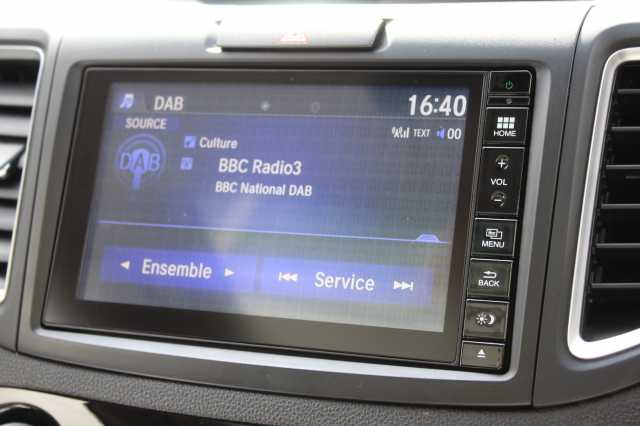 DAB
16:40
SOURCE
TEXT
00
Culture
DAB
BBC Radio3
BBC National DAB
Ensemble
Service
HOME
+
VOL
-
MENU
BACK